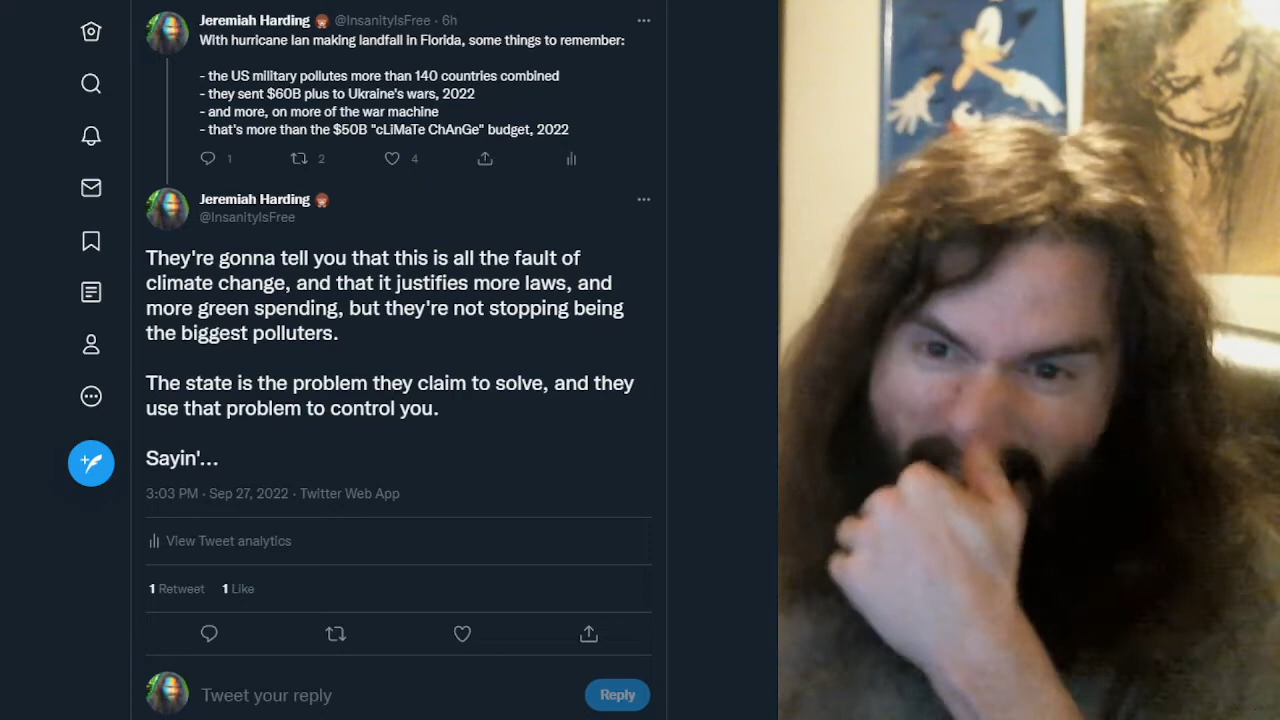 Jeremiah Harding @InsanityIsFree · 6h
With hurricane Ian making landfall in Florida, some things to remember:
- the US military pollutes more than 140 countries combined
- they sent $60B plus to Ukraine's wars, 2022
- and more, on more of the war machine
- that's more than the $50B "cLiMaTe ChAnGe" budget, 2022
1 2 4
Jeremiah Harding
@InsanityIsFree
They're gonna tell you that this is all the fault of
climate change, and that it justifies more laws, and
more green spending, but they're not stopping being
the biggest polluters.
The state is the problem they claim to solve, and they
use that problem to control you.
Sayin'...
3:03 PM · Sep 27, 2022 · Twitter Web App
View Tweet analytics
1 Retweet 1 Like
Tweet your reply
Reply